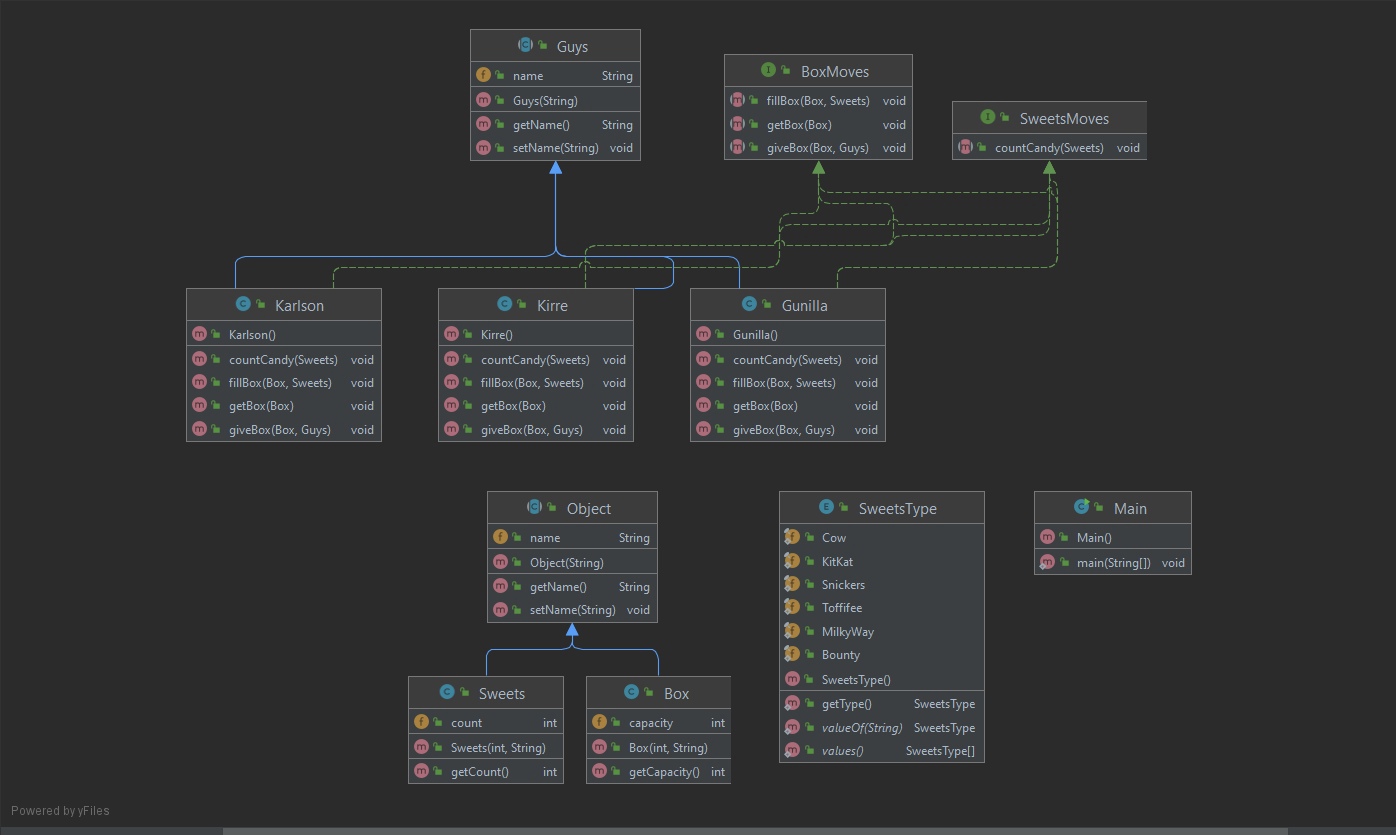 Guys
name String
Guys(String)
getName() String
setName(String) void
BoxMoves
fillBox(Box, Sweets) void
getBox(Box) void
giveBox(Box, Guys) void
SweetsMoves
countCandy(Sweets) void
Karlson
Karlson()
countCandy(Sweets) void
fillBox(Box, Sweets) void
getBox(Box) void
giveBox(Box, Guys) void
Kirre
Kirre()
countCandy(Sweets) void
fillBox(Box, Sweets) void
getBox(Box) void
giveBox(Box, Guys) void
Gunilla
Gunilla()
countCandy(Sweets) void
fillBox(Box, Sweets) void
getBox(Box) void
giveBox(Box, Guys) void
Object
name String
Object(String)
getName() String
setName(String) void
SweetsType
Cow
KitKat
Snickers
Toffifee
MilkyWay
Bounty
SweetsType()
getType() SweetsType
valueOf(String) SweetsType
values() SweetsType[]
Main
Main()
main(String[]) void
Sweets
count int
Sweets(int, String)
getCount() int
Box
capacity int
Box(int, String)
getCapacity() int
Powered by yFiles